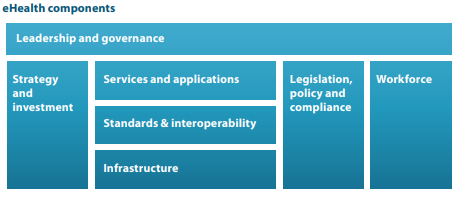 eHealth components
Leadership and governance
Strategy
and
investment
Services and applications
Standards & interoperability
Infrastructure
Legislation,
policy and
compliance
Workforce